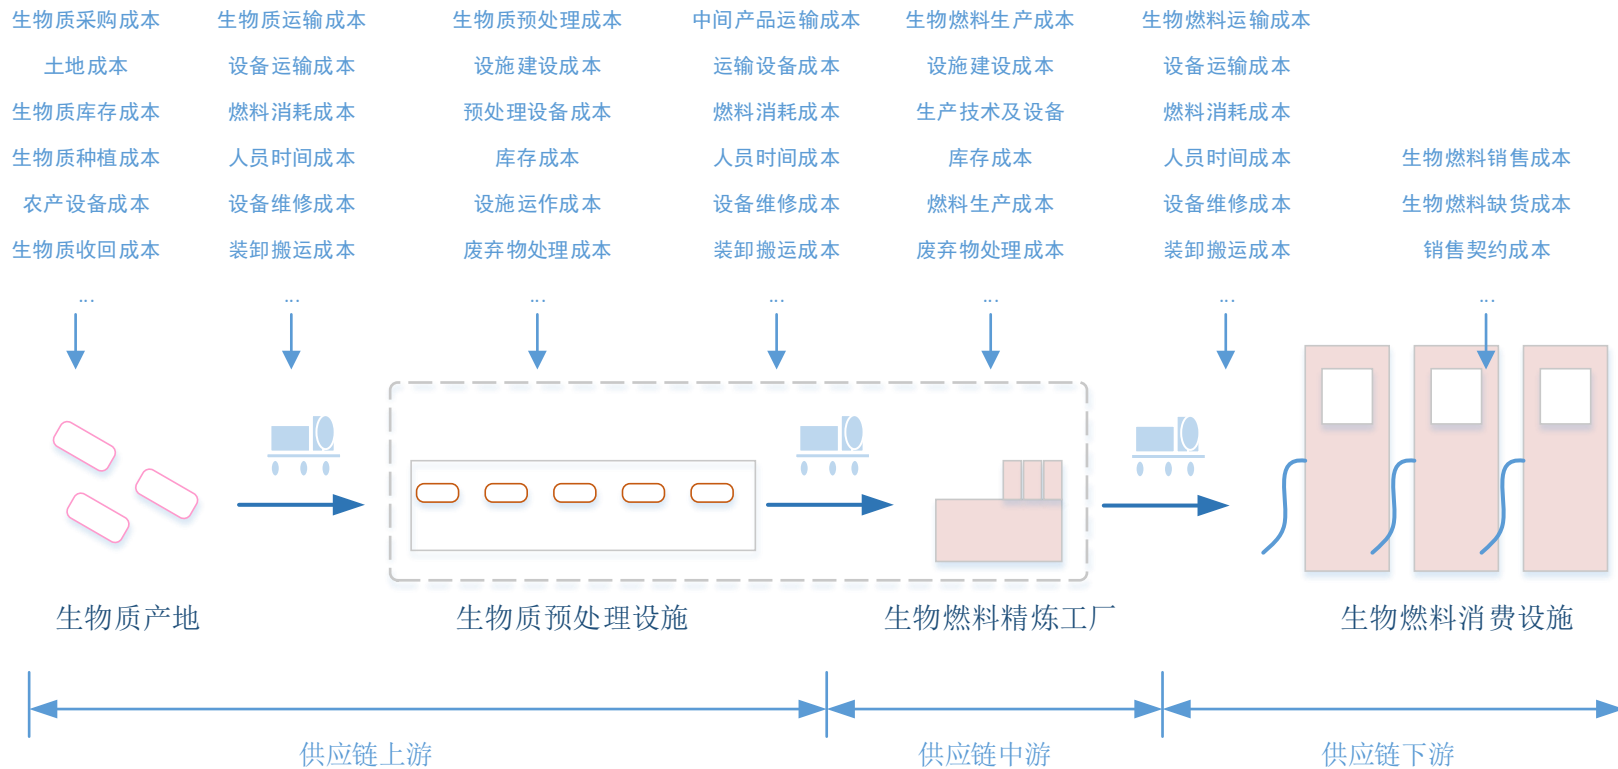 生物质采购成本
土地成本
生物质库存成本
生物质种植成本
农产设备成本
生物质收回成本
...
生物质运输成本
设备运输成本
燃料消耗成本
人员时间成本
设备维修成本
装卸搬运成本
...
生物质预处理成本
设施建设成本
预处理设备成本
库存成本
设施运作成本
废弃物处理成本
...
中间产品运输成本
运输设备成本
燃料消耗成本
人员时间成本
设备维修成本
装卸搬运成本
...
生物燃料生产成本
设施建设成本
生产技术及设备
库存成本
燃料生产成本
废弃物处理成本
...
生物燃料运输成本
设备运输成本
燃料消耗成本
人员时间成本
设备维修成本
装卸搬运成本
...
生物燃料销售成本
生物燃料缺货成本
销售契约成本
...
生物质产地
生物质预处理设施
生物燃料精炼工厂
生物燃料消费设施
供应链上游
供应链中游
供应链下游